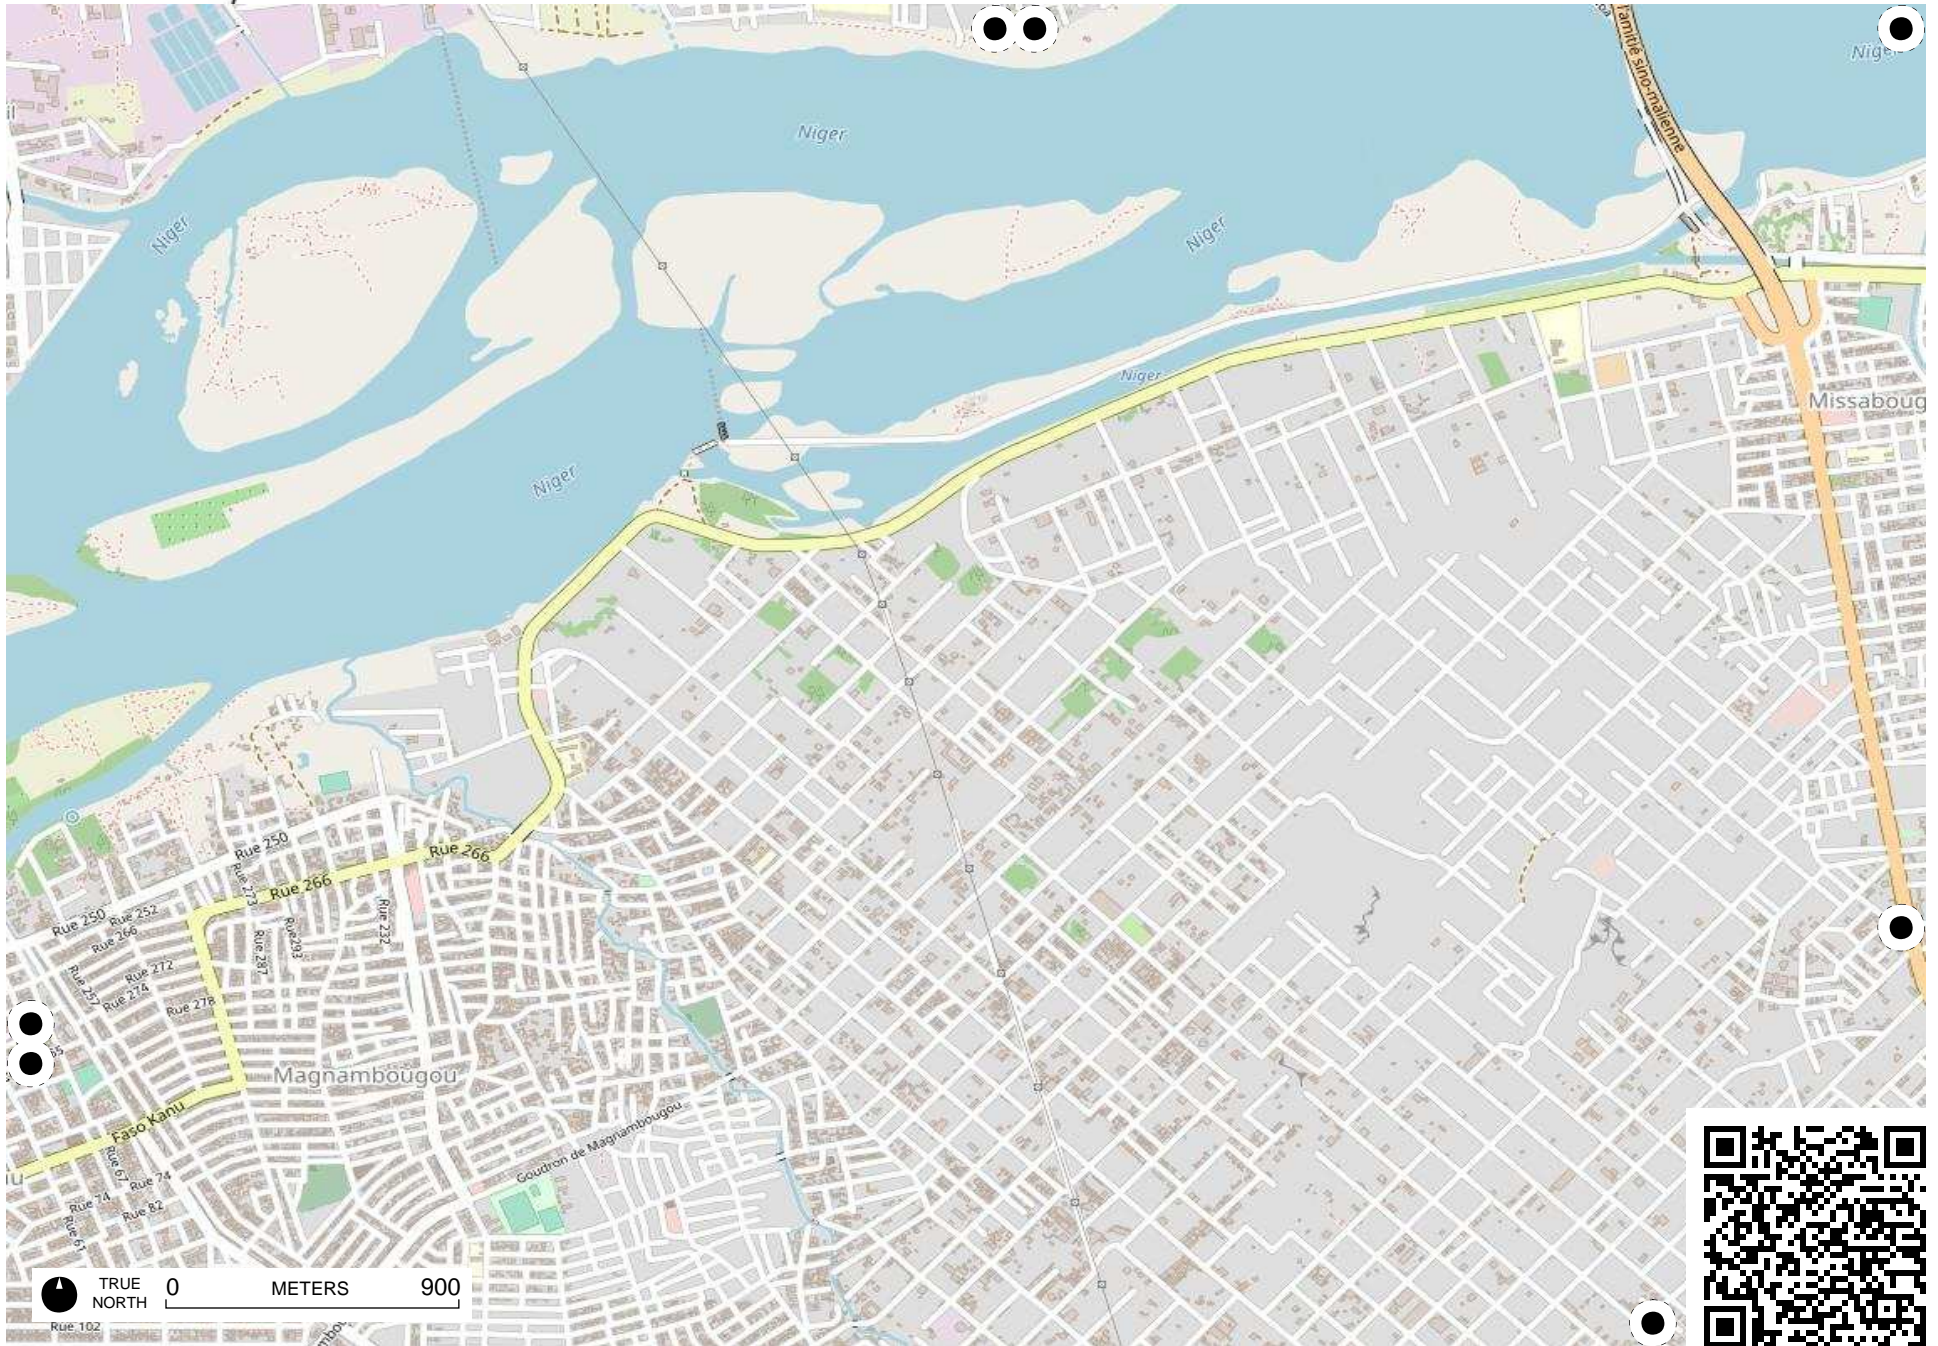 l'amitié sino-malienne
Niger
Niger
Niger
Niger
Niger
Niger
Missaboug
Rue 250
Rue 266
Rue 266
Rue 273
Rue 250
Rue 252
Rue 266
Rue 293
Rue 232
Rue 287
Rue 272
Rue 257
Rue 274
Rue 278
Magnambougou
Faso Kanu
Goudron de Magnambougou
Rue 67
Rue 74
Rue 74
Rue 82
Rue 61
TRUE
NORTH
0 METERS 900
Rue 102